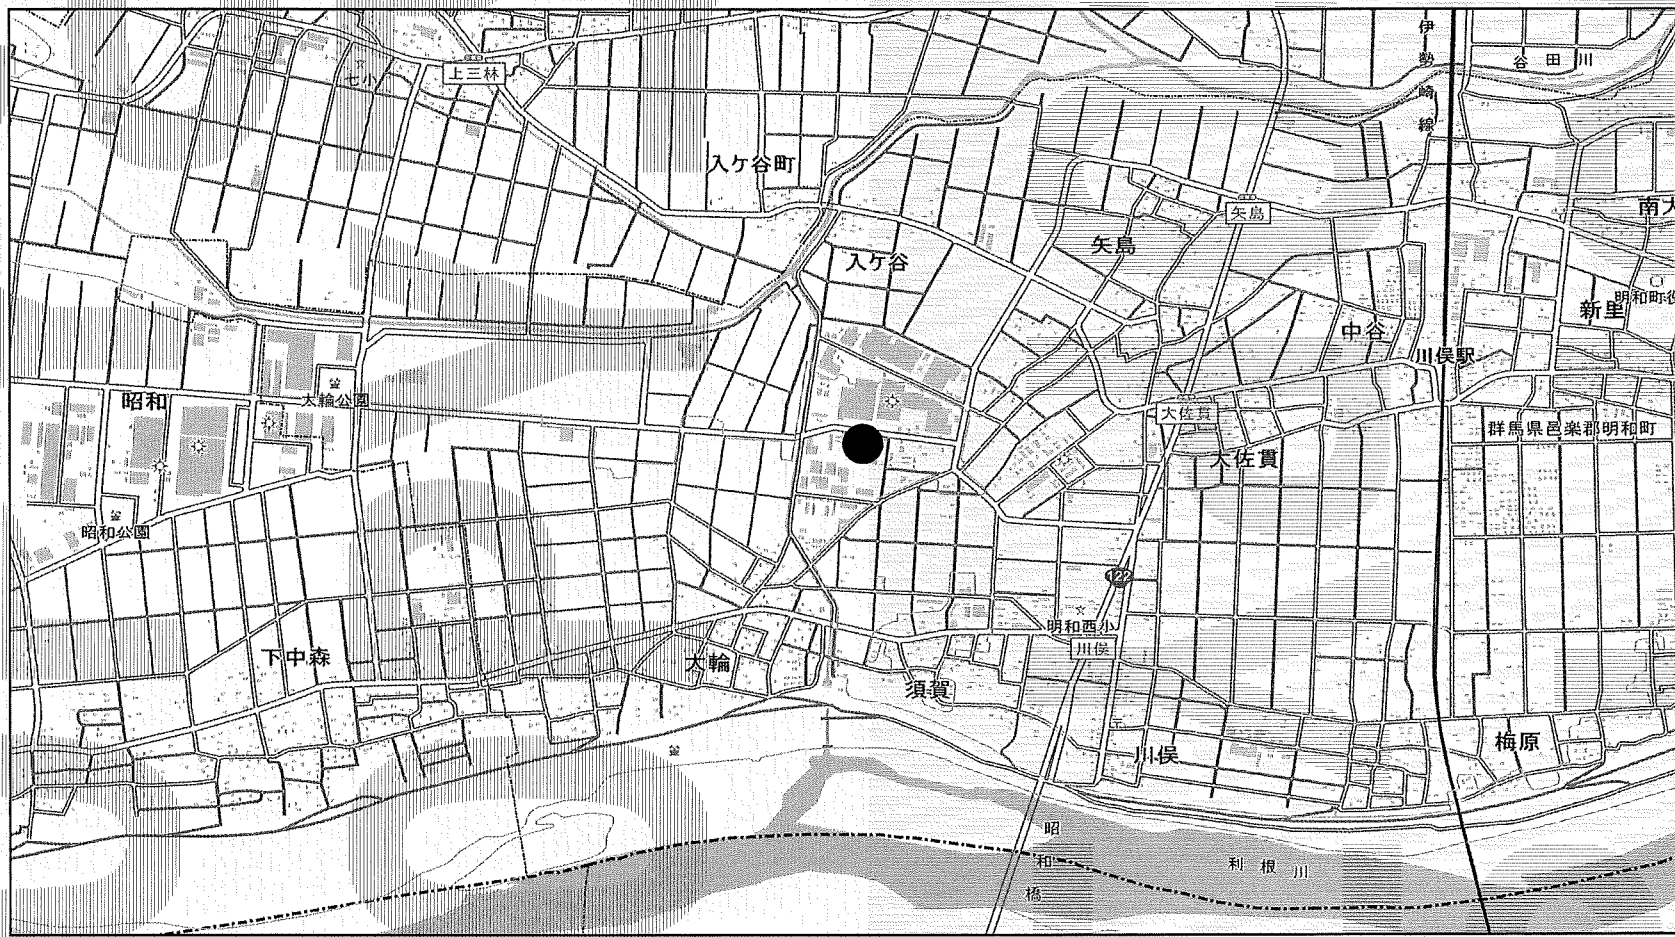 伊勢崎線
谷田川
七小
上三林
入ケ谷町
南大
矢島
矢島
入ケ谷
明和町役
新里
中谷
川俣駅
昭和
大輪公園
大佐貫
群馬県邑楽郡明和町
大佐貫
昭和公園
122
明和西小
川俣
下中森
大輪
須賀
梅原
川俣
昭和橋
利根川